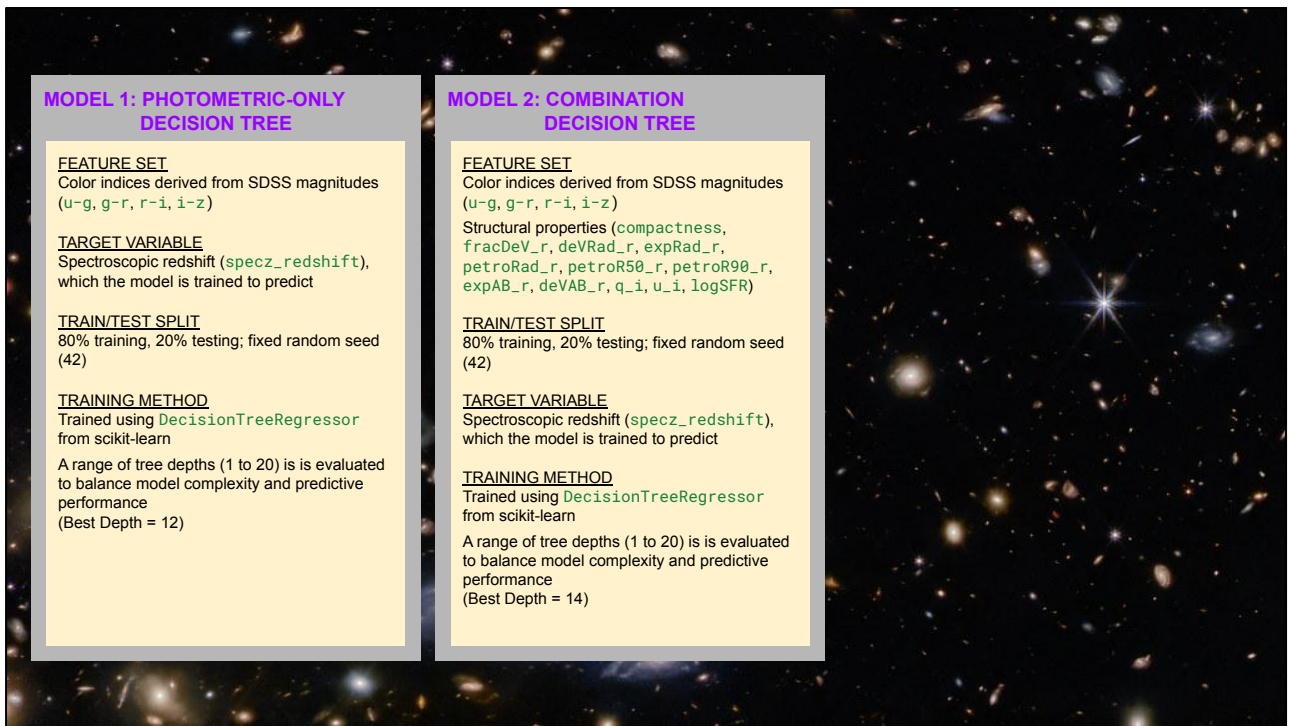 MODEL 1: PHOTOMETRIC-ONLY
DECISION TREE
FEATURE SET
Color indices derived from SDSS magnitudes
(u-g, g-r, r-i, i-z)
TARGET VARIABLE
Spectroscopic redshift (specz_redshift),
which the model is trained to predict
TRAIN/TEST SPLIT
80% training, 20% testing; fixed random seed
(42)
TRAINING METHOD
Trained using DecisionTreeRegressor
from scikit-learn
A range of tree depths (1 to 20) is is evaluated
to balance model complexity and predictive
performance
(Best Depth = 12)
MODEL 2: COMBINATION
DECISION TREE
FEATURE SET
Color indices derived from SDSS magnitudes
(u-g, g-r, r-i, i-z)
Structural properties (compactness,
fracDeV_r, deVRad_r, expRad_r,
petroRad_r, petroR50_r, petroR90_r,
expAB_r, deVAB_r, q_i, u_i, logSFR)
TRAIN/TEST SPLIT
80% training, 20% testing; fixed random seed
(42)
TARGET VARIABLE
Spectroscopic redshift (specz_redshift),
which the model is trained to predict
TRAINING METHOD
Trained using DecisionTreeRegressor
from scikit-learn
A range of tree depths (1 to 20) is is evaluated
to balance model complexity and predictive
performance
(Best Depth = 14)